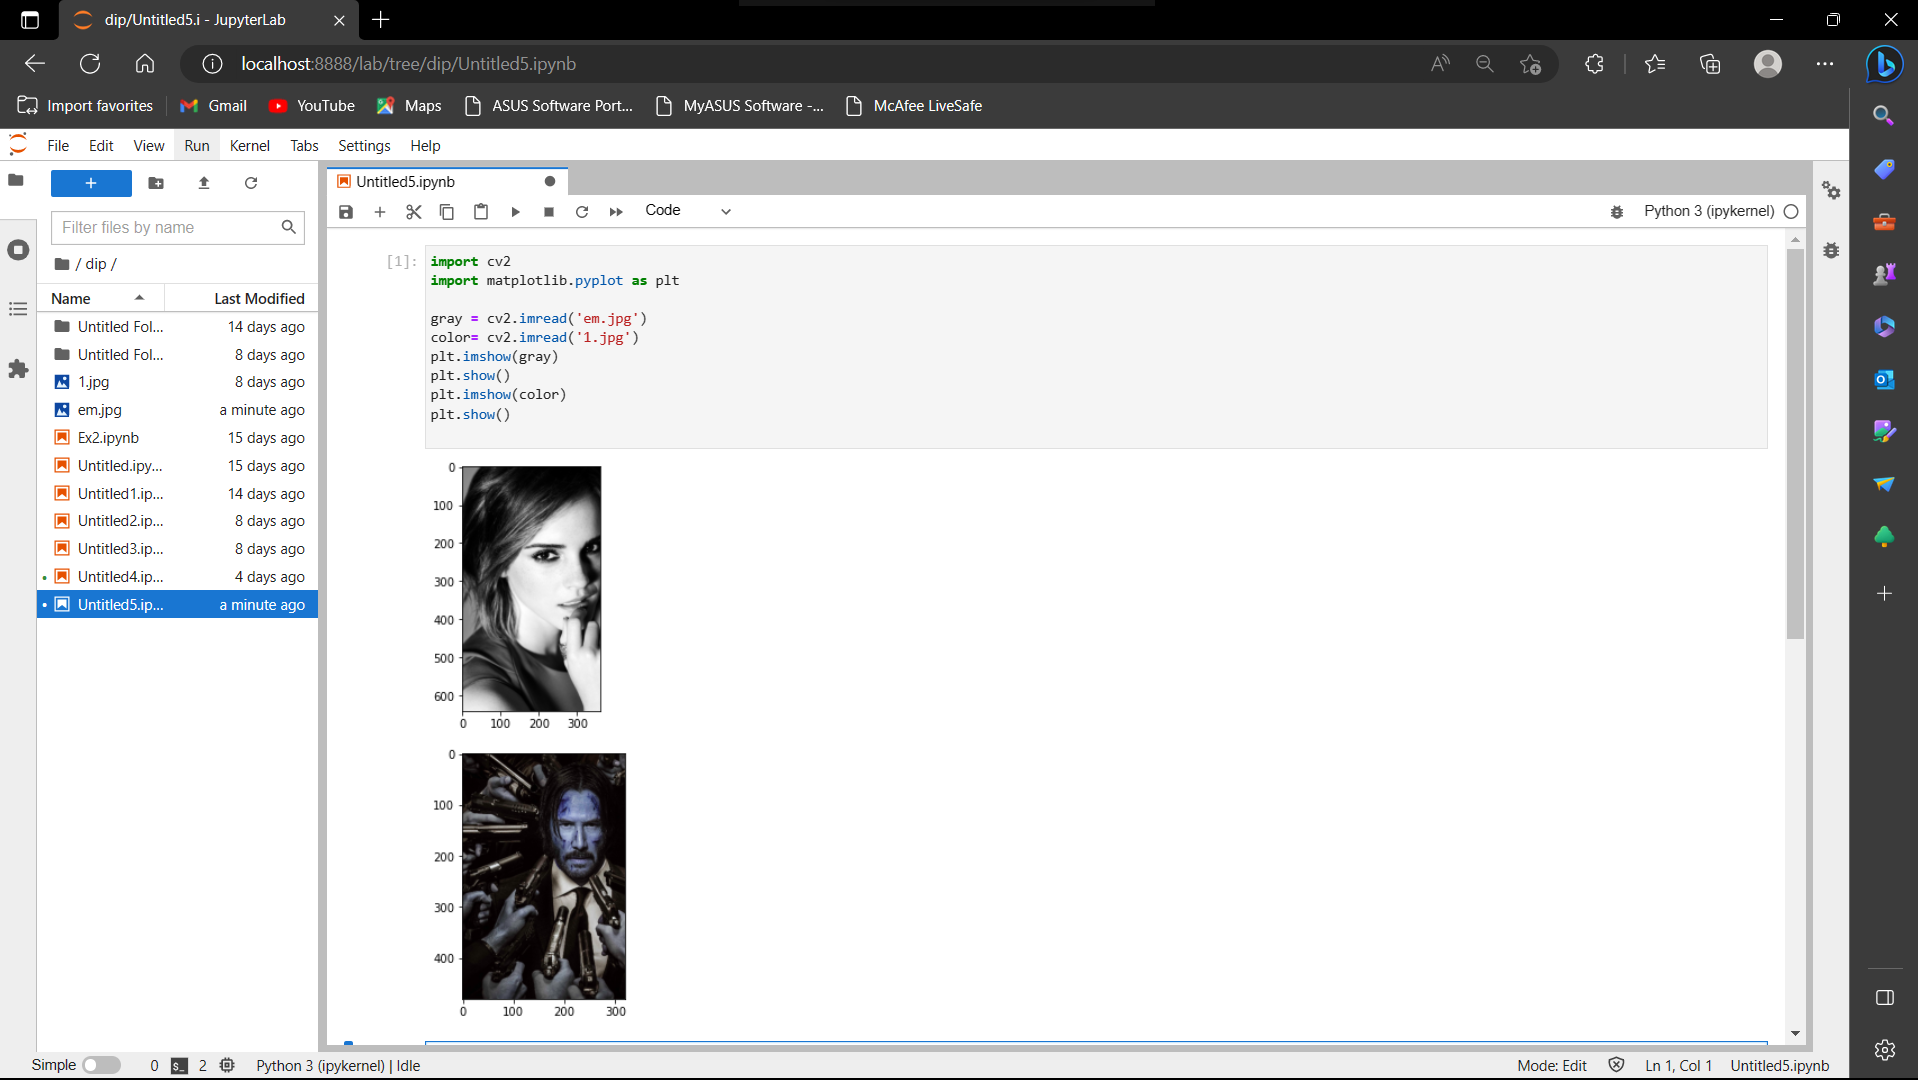 dip/Untitled5.i - JupyterLab
localhost:8888/lab/tree/dip/Untitled5.ipynb
Import favorites Gmail YouTube Maps ASUS Software Port... MyASUS Software -... McAfee LiveSafe
File Edit View Run Kernel Tabs Settings Help
Untitled5.ipynb
Code
Python 3 (ipykernel)
Filter files by name
/ dip /
Name Last Modified
Untitled Fol... 14 days ago
Untitled Fol... 8 days ago
1.jpg 8 days ago
em.jpg a minute ago
Ex2.ipynb 15 days ago
Untitled.ipy... 15 days ago
Untitled1.ip... 14 days ago
Untitled2.ip... 8 days ago
Untitled3.ip... 8 days ago
Untitled4.ip... 4 days ago
Untitled5.ip... a minute ago
[1]:
import cv2
import matplotlib.pyplot as plt
gray = cv2.imread('em.jpg')
color= cv2.imread('1.jpg')
plt.imshow(gray)
plt.show()
plt.imshow(color)
plt.show()
0
100
200
300
400
500
600
0 100 200 300
0
100
200
300
400
0 100 200 300
Simple 0 2 Python 3 (ipykernel) | Idle
Mode: Edit Ln 1, Col 1 Untitled5.ipynb